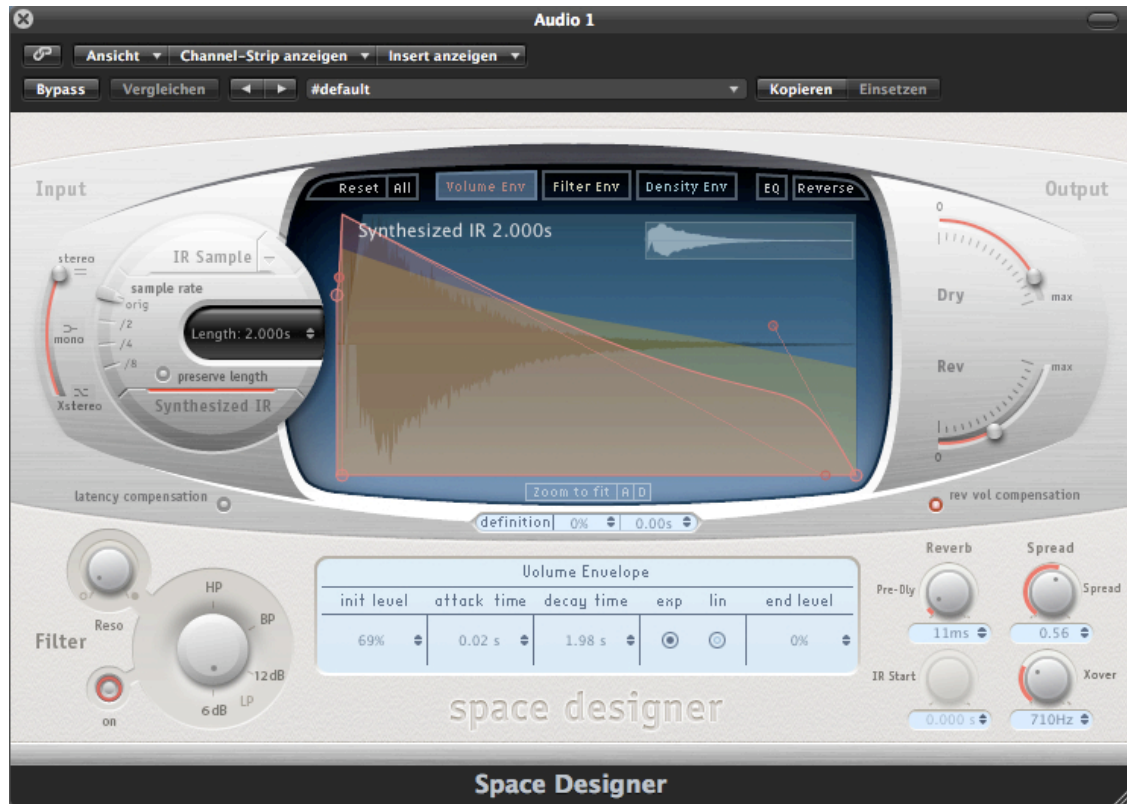 Audio 1
Ansicht Channel-Strip anzeigen Insert anzeigen
Bypass Vergleichen #default Kopieren Einsetzen
Input
Reset All Volume Env Filter Env Density Env EQ Reverse
Output
Synthesized IR 2.000s
0
stereo
IR Sample
sample rate
orig
Dry
max
/2
Length: 2.000s
mono
/4
/8
preserve length
Rev
max
Xstereo
Synthesized IR
0
latency compensation
Zoom to fit A D
rev vol compensation
definition 0% 0.00s
Reverb Spread
Volume Envelope
HP
Pre-Dly
Spread
init level attack time decay time exp lin end level
BP
Reso
11ms 0.56
Filter
69% 0.02 s 1.98 s 0%
12dB
IR Start
Xover
LP
6dB
on
space designer
0.000 s 710Hz
Space Designer